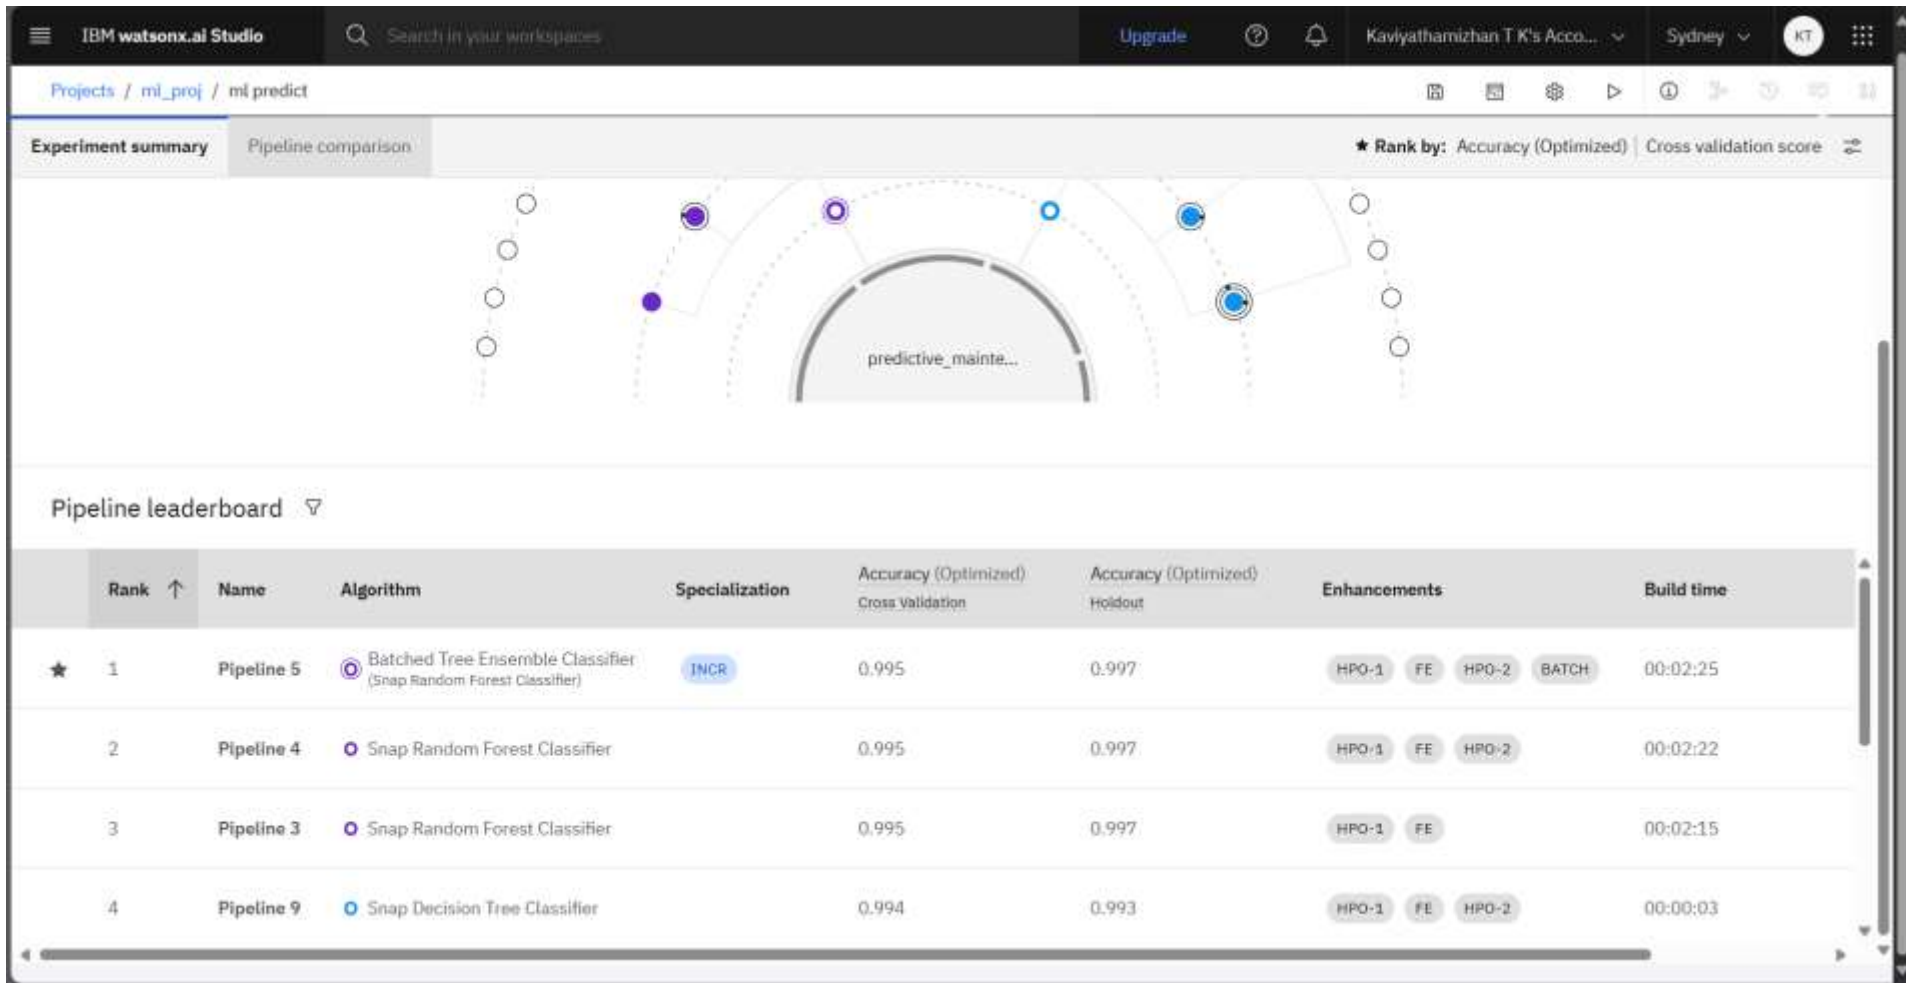 IBM watsonx.ai Studio
Search in your workspaces
Upgrade
Kaviyathamizhan T K's Acco...
Sydney
KT
Projects / ml_proj / ml predict
Experiment summary
Pipeline comparison
★ Rank by: Accuracy (Optimized) | Cross validation score
predictive_mainte...
Pipeline leaderboard
Rank ↑ Name Algorithm Specialization Accuracy (Optimized) Cross Validation Accuracy (Optimized) Holdout Enhancements Build time
★ 1 Pipeline 5 Batched Tree Ensemble Classifier (Snap Random Forest Classifier) INCR 0.995 0.997 HPO-1 FE HPO-2 BATCH 00:02:25
2 Pipeline 4 Snap Random Forest Classifier 0.995 0.997 HPO-1 FE HPO-2 00:02:22
3 Pipeline 3 Snap Random Forest Classifier 0.995 0.997 HPO-1 FE 00:02:15
4 Pipeline 9 Snap Decision Tree Classifier 0.994 0.993 HPO-1 FE HPO-2 00:00:03